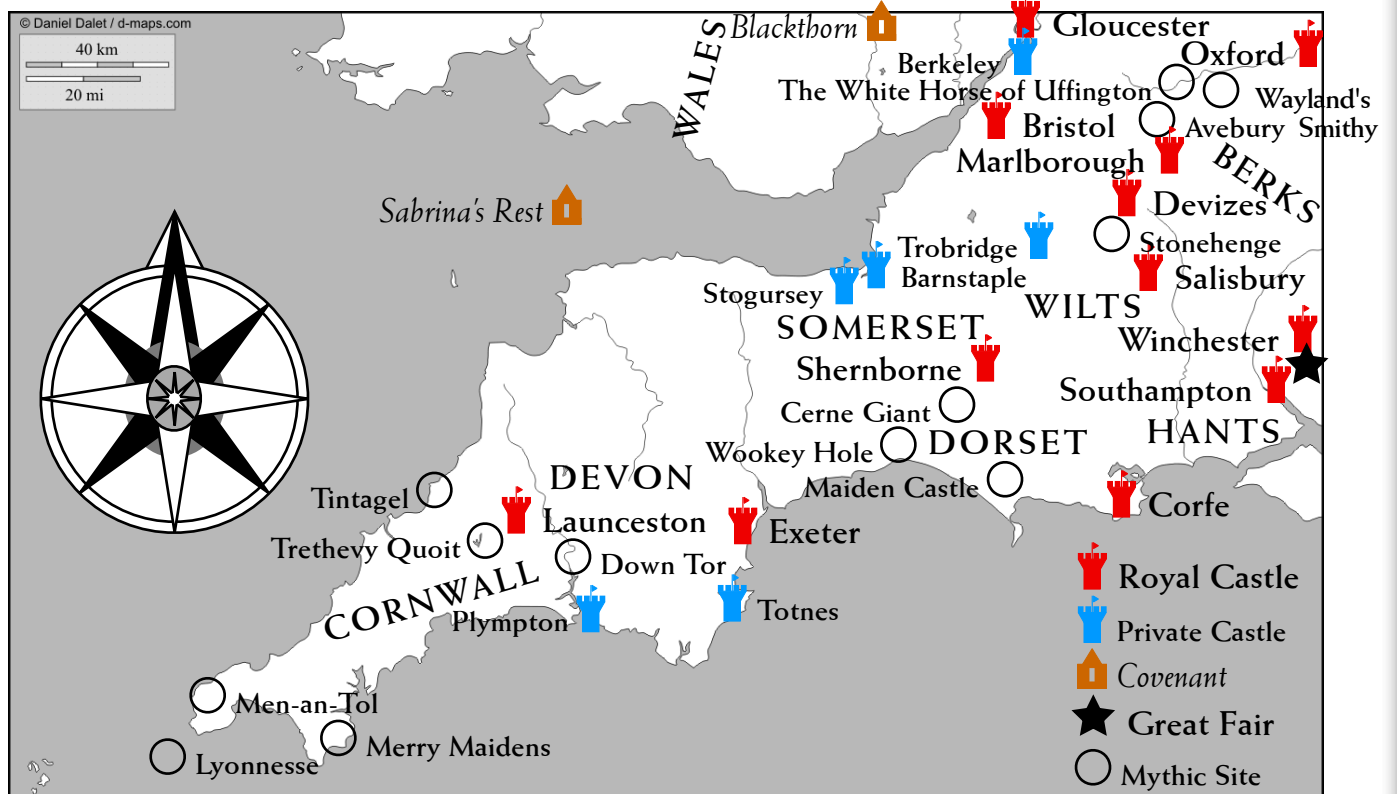 © Daniel Dalet / d-maps.com
40 km
20 mi
WALES
Blackthorn
Gloucester
Oxford
Berkeley
The White Horse of Uffington
Wayland's
Smithy
Bristol
Avebury
Marlborough
BERKS
Sabrina's Rest
Devizes
Trobridge
Stonehenge
Barnstaple
Salisbury
Stogursey
WILTS
SOMERSET
Winchester
Shernborne
Southampton
Cerne Giant
HANTS
DORSET
Wookey Hole
DEVON
Maiden Castle
Tintagel
Corfe
Launceston
Exeter
Trethevy Quoit
Down Tor
CORNWALL
Plympton
Totnes
Men-an-Tol
Merry Maidens
Lyonnesse
Royal Castle
Private Castle
Covenant
Great Fair
Mythic Site